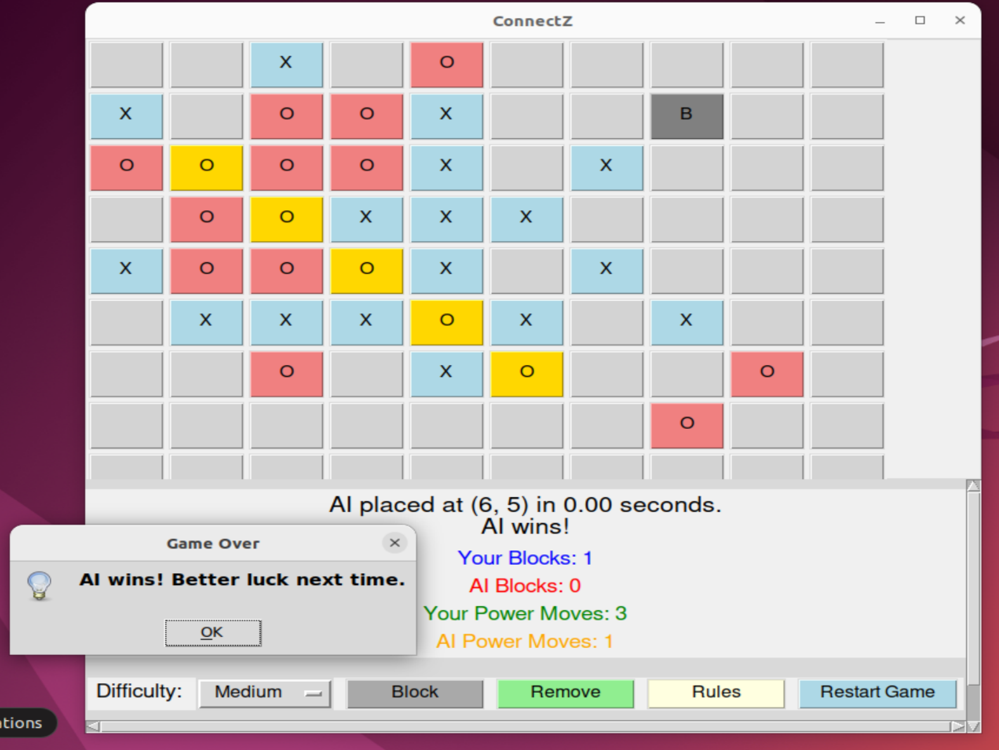 ConnectZ
X O
X O O X B
O O O O X X
O O X X X
X O O O X X
X X X O X X
O X O O
O
AI placed at (6, 5) in 0.00 seconds.
AI wins!
Your Blocks: 1
AI Blocks: 0
Your Power Moves: 3
AI Power Moves: 1
Game Over
AI wins! Better luck next time.
OK
Difficulty: Medium Block Remove Rules Restart Game
tions